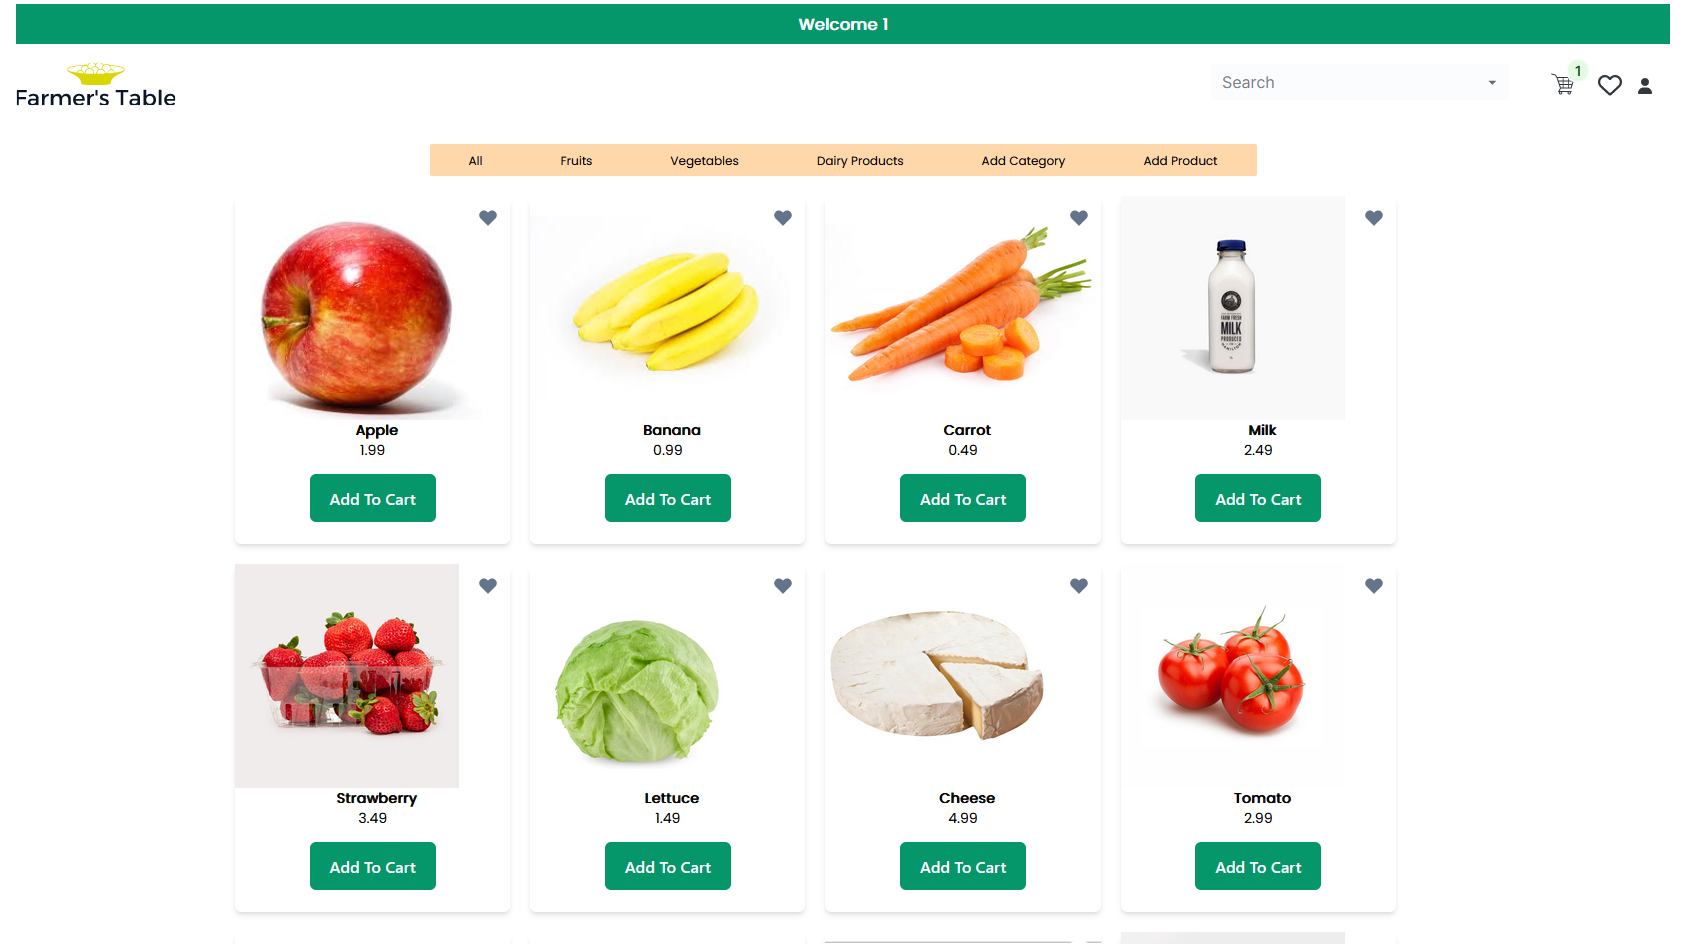 Welcome 1
Farmer's Table
Search
1
All Fruits Vegetables Dairy Products Add Category Add Product
FARM FRESH
MILK
PRODUCED
Apple
1.99
Add To Cart
Banana
0.99
Add To Cart
Carrot
0.49
Add To Cart
Milk
2.49
Add To Cart
Strawberry
3.49
Add To Cart
Lettuce
1.49
Add To Cart
Cheese
4.99
Add To Cart
Tomato
2.99
Add To Cart